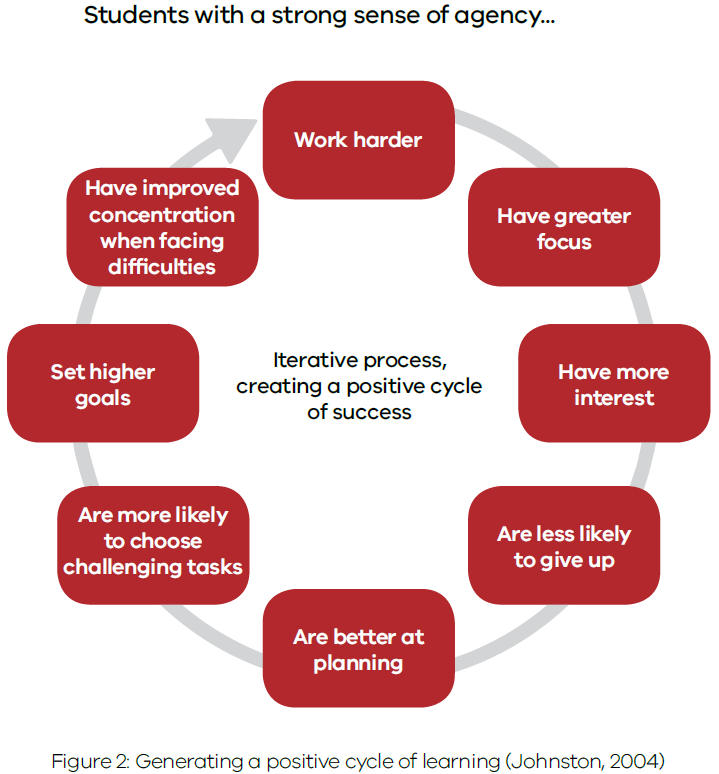 Students with a strong sense of agency...
Work harder
Have greater
focus
Have more
interest
Are less likely
to give up
Are better at
planning
Are more likely
to choose
challenging tasks
Set higher
goals
Have improved
concentration
when facing
difficulties
Iterative process,
creating a positive cycle
of success
Figure 2: Generating a positive cycle of learning (Johnston, 2004)